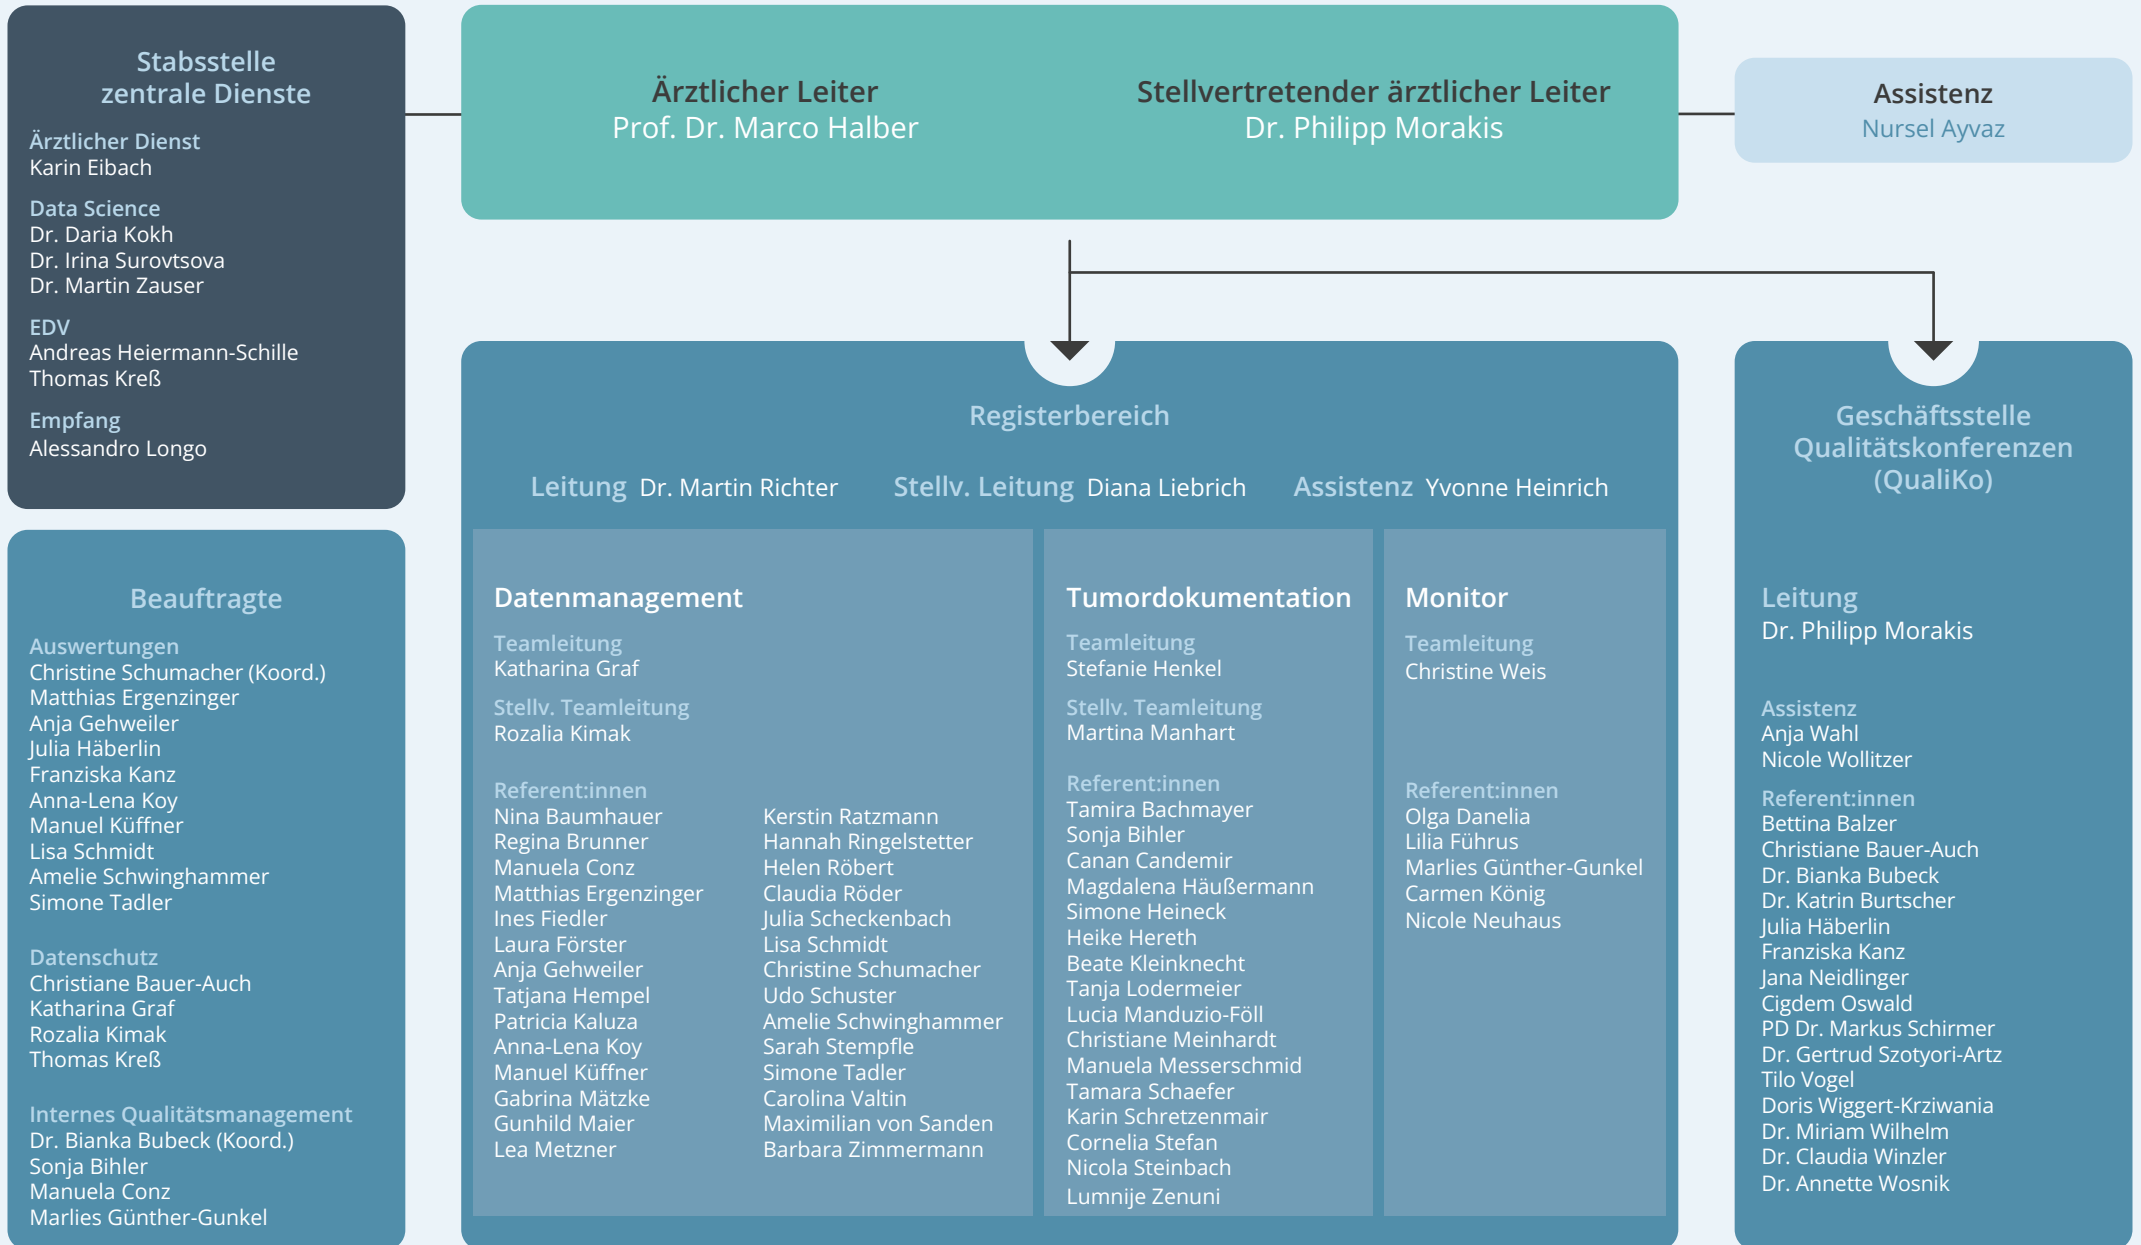 Stabsstelle
zentrale Dienste
Ärztlicher Dienst
Karin Eibach
Data Science
Dr. Daria Kokh
Dr. Irina Surovtsova
Dr. Martin Zauser
EDV
Andreas Heiermann-Schille
Thomas Kreß
Empfang
Alessandro Longo
Ärztlicher Leiter
Prof. Dr. Marco Halber
Stellvertretender ärztlicher Leiter
Dr. Philipp Morakis
Assistenz
Nursel Ayvaz
Beauftragte
Auswertungen
Christine Schumacher (Koord.)
Matthias Ergenzinger
Anja Gehweiler
Julia Häberlin
Franziska Kanz
Anna-Lena Koy
Manuel Küffner
Lisa Schmidt
Amelie Schwinghammer
Simone Tadler
Datenschutz
Christiane Bauer-Auch
Katharina Graf
Rozalia Kimak
Thomas Kreß
Internes Qualitätsmanagement
Dr. Bianka Bubeck (Koord.)
Sonja Bihler
Manuela Conz
Marlies Günther-Gunkel
Registerbereich
Leitung Dr. Martin Richter Stellv. Leitung Diana Liebrich Assistenz Yvonne Heinrich
Datenmanagement
Teamleitung
Katharina Graf
Stellv. Teamleitung
Rozalia Kimak
Referent:innen
Nina Baumhauer
Regina Brunner
Manuela Conz
Matthias Ergenzinger
Ines Fiedler
Laura Förster
Anja Gehweiler
Tatjana Hempel
Patricia Kaluza
Anna-Lena Koy
Manuel Küffner
Gabrina Mätzke
Gunhild Maier
Lea Metzner
Kerstin Ratzmann
Hannah Ringelstetter
Helen Röbert
Claudia Röder
Julia Scheckenbach
Lisa Schmidt
Christine Schumacher
Udo Schuster
Amelie Schwinghammer
Sarah Stempfle
Simone Tadler
Carolina Valtin
Maximilian von Sanden
Barbara Zimmermann
Tumordokumentation
Teamleitung
Stefanie Henkel
Stellv. Teamleitung
Martina Manhart
Referent:innen
Tamira Bachmayer
Sonja Bihler
Canan Candemir
Magdalena Häußermann
Simone Heineck
Heike Hereth
Beate Kleinknecht
Tanja Lodermeier
Lucia Manduzio-Föll
Christiane Meinhardt
Manuela Messerschmid
Tamara Schaefer
Karin Schretzenmair
Cornelia Stefan
Nicola Steinbach
Lumnije Zenuni
Monitor
Teamleitung
Christine Weis
Referent:innen
Olga Danelia
Lilia Führus
Marlies Günther-Gunkel
Carmen König
Nicole Neuhaus
Geschäftsstelle
Qualitätskonferenzen
(QualiKo)
Leitung
Dr. Philipp Morakis
Assistenz
Anja Wahl
Nicole Wollitzer
Referent:innen
Bettina Balzer
Christiane Bauer-Auch
Dr. Bianka Bubeck
Dr. Katrin Burtscher
Julia Häberlin
Franziska Kanz
Jana Neidlinger
Cigdem Oswald
PD Dr. Markus Schirmer
Dr. Gertrud Szotyori-Artz
Tilo Vogel
Doris Wiggert-Krziwania
Dr. Miriam Wilhelm
Dr. Claudia Winzler
Dr. Annette Wosnik